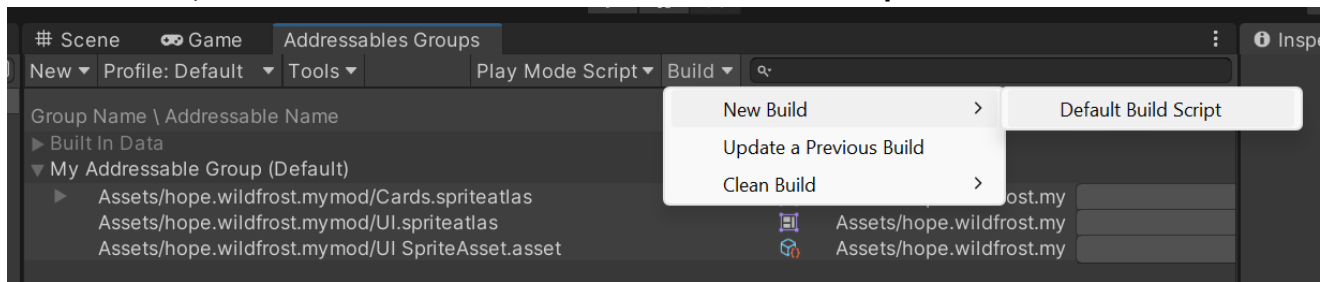 Scene Game Addressables Groups Inspe
New Profile: Default Tools Play Mode Script Build
Group Name \ Addressable Name
New Build Default Build Script
Built In Data
Update a Previous Build
My Addressable Group (Default)
Clean Build
Assets/hope.wildfrost.mymod/Cards.spriteatlas ost.my
Assets/hope.wildfrost.mymod/UI.spriteatlas Assets/hope.wildfrost.my
Assets/hope.wildfrost.mymod/UI SpriteAsset.asset Assets/hope.wildfrost.my